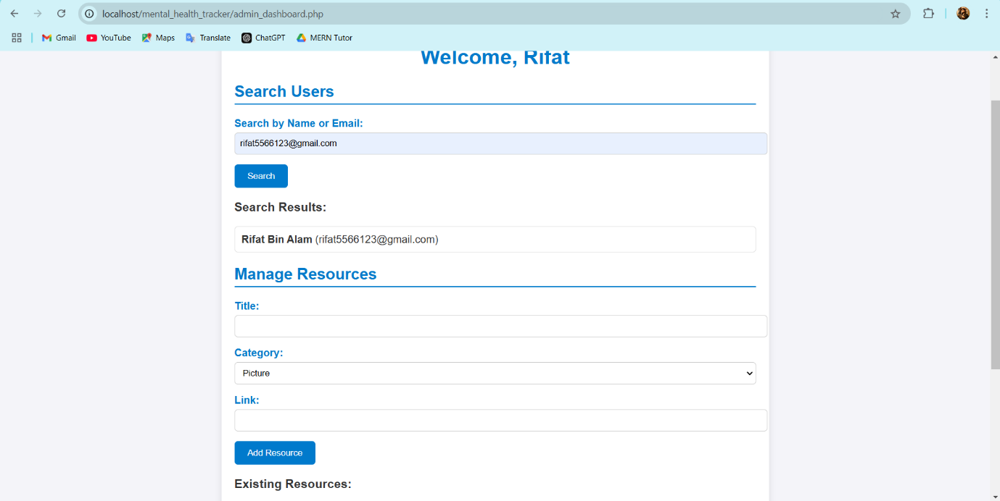 localhost/mental_health_tracker/admin_dashboard.php
Gmail YouTube Maps Translate ChatGPT MERN Tutor
Welcome, Rifat
Search Users
Search by Name or Email:
rifat5566123@gmail.com
Search
Search Results:
Rifat Bin Alam (rifat5566123@gmail.com)
Manage Resources
Title:
Category:
Picture
Link:
Add Resource
Existing Resources: